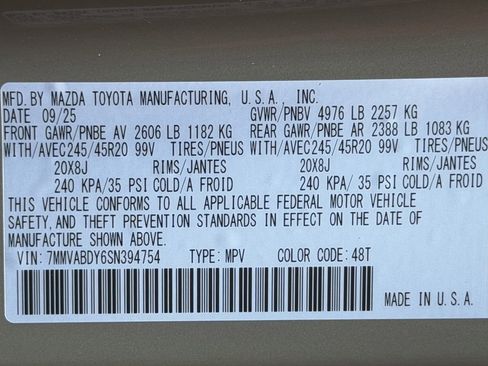 MFD. BY MAZDA TOYOTA MANUFACTURING, U.S.A., INC.
DATE 09/25 GVWR/PNBV 4976 LB 2257 KG
FRONT GAWR/PNBE AV 2606 LB 1182 KG REAR GAWR/PNBE AR 2388 LB 1083 KG
WITH/AVEC245/45R20 99V TIRES/PNEUS WITH/AVEC245/45R20 99V TIRES/PNEUS
20X8J RIMS/JANTES 20X8J RIMS/JANTES
240 KPA/35 PSI COLD/A FROID 240 KPA/35 PSI COLD/A FROID
THIS VEHICLE CONFORMS TO ALL APPLICABLE FEDERAL MOTOR VEHICLE
SAFETY, AND THEFT PREVENTION STANDARDS IN EFFECT ON THE DATE OF
MANUFACTURE SHOWN ABOVE.
VIN: 7MMVABDY6SN394754 TYPE: MPV COLOR CODE: 48T
MADE IN U.S.A.